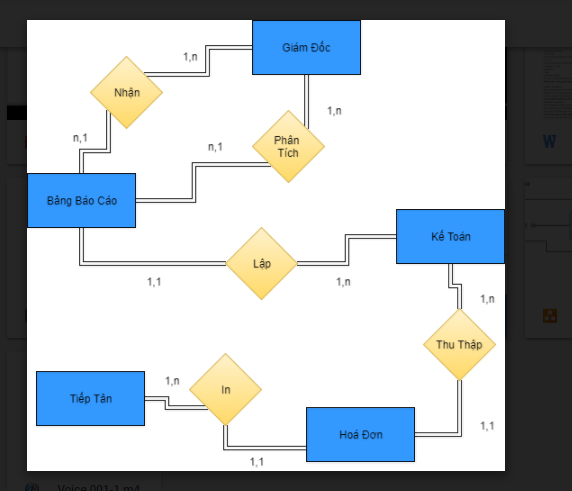 Giám Đốc
1,n
Nhận
1,n
Phân
Tích
n,1
n,1
W
Bảng Báo Cáo
Kế Toán
Lập
1,1
1,n
1,n
Thu Thập
1,n
Tiếp Tân
In
Hoá Đơn
1,1
1,1
Voice 001-1.m4